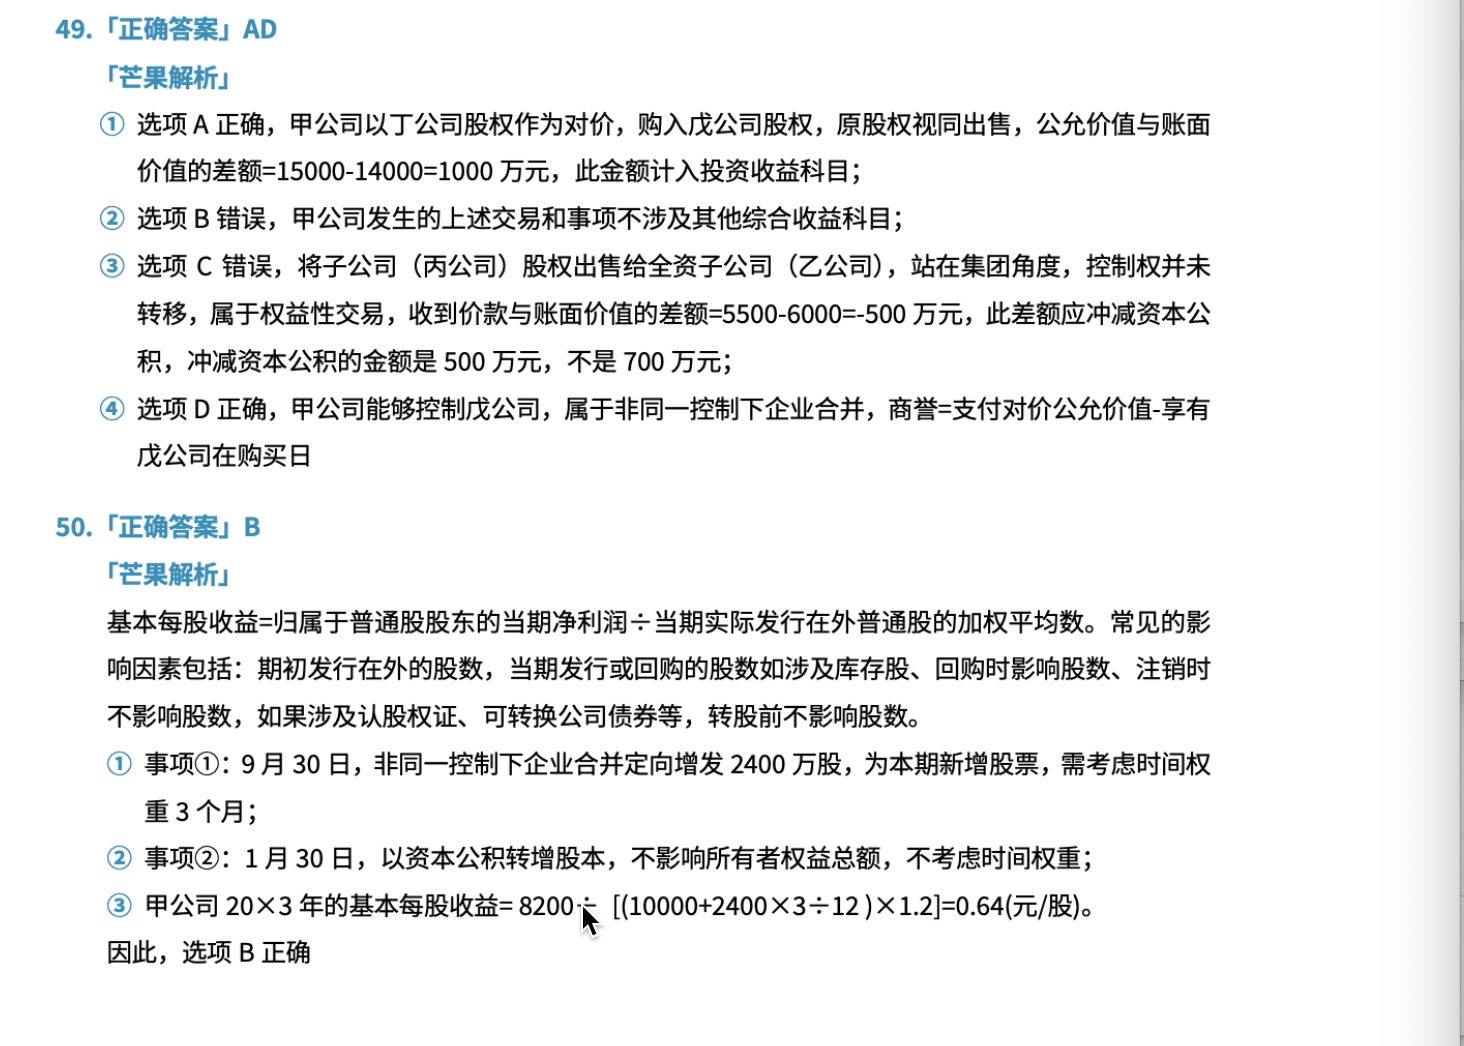 49.「正确答案」AD
「芒果解析」
① 选项 A 正确，甲公司以丁公司股权作为对价，购入戊公司股权，原股权视同出售，公允价值与账面
价值的差额=15000-14000=1000 万元，此金额计入投资收益科目；
② 选项 B 错误，甲公司发生的上述交易和事项不涉及其他综合收益科目；
③ 选项 C 错误，将子公司（丙公司）股权出售给全资子公司（乙公司），站在集团角度，控制权并未
转移，属于权益性交易，收到价款与账面价值的差额=5500-6000=-500 万元，此差额应冲减资本公
积，冲减资本公积的金额是 500 万元，不是 700 万元；
④ 选项 D 正确，甲公司能够控制戊公司，属于非同一控制下企业合并，商誉=支付对价公允价值-享有
戊公司在购买日
50.「正确答案」B
「芒果解析」
基本每股收益=归属于普通股股东的当期净利润÷当期实际发行在外普通股的加权平均数。常见的影
响因素包括：期初发行在外的股数，当期发行或回购的股数如涉及库存股、回购时影响股数、注销时
不影响股数，如果涉及认股权证、可转换公司债券等，转股前不影响股数。
① 事项①：9 月 30 日，非同一控制下企业合并定向增发 2400 万股，为本期新增股票，需考虑时间权
重 3 个月；
② 事项②：1 月 30 日，以资本公积转增股本，不影响所有者权益总额，不考虑时间权重；
③ 甲公司 20×3 年的基本每股收益= 8200÷ [(10000+2400×3÷12 )×1.2]=0.64(元/股)。
因此，选项 B 正确